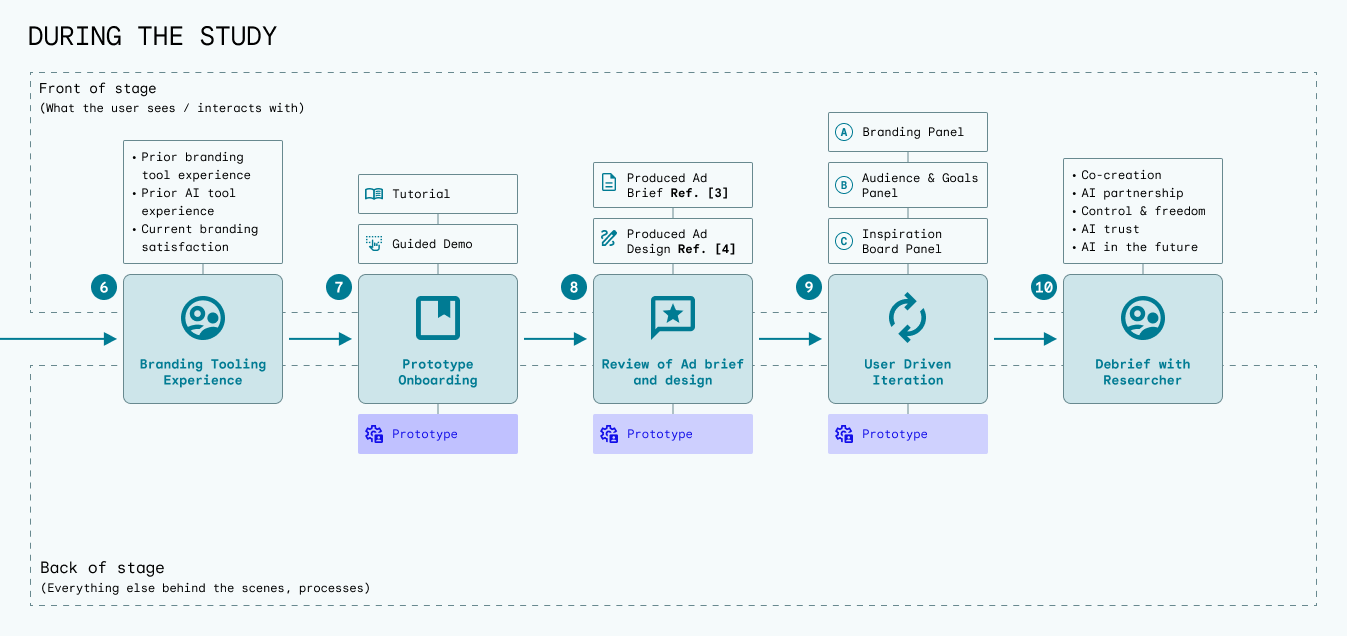 DURING THE STUDY
Front of stage
(What the user sees / interacts with)
• Prior branding
tool experience
• Prior AI tool
experience
• Current branding
satisfaction
6
Branding Tooling
Experience
Tutorial
Guided Demo
7
Prototype
Onboarding
Prototype
Produced Ad
Brief Ref. [3]
Produced Ad
Design Ref. [4]
8
Review of Ad brief
and design
Prototype
A Branding Panel
B Audience & Goals
Panel
C Inspiration
Board Panel
9
User Driven
Iteration
Prototype
• Co-creation
• AI partnership
• Control & freedom
• AI trust
• AI in the future
10
Debrief with
Researcher
Back of stage
(Everything else behind the scenes, processes)